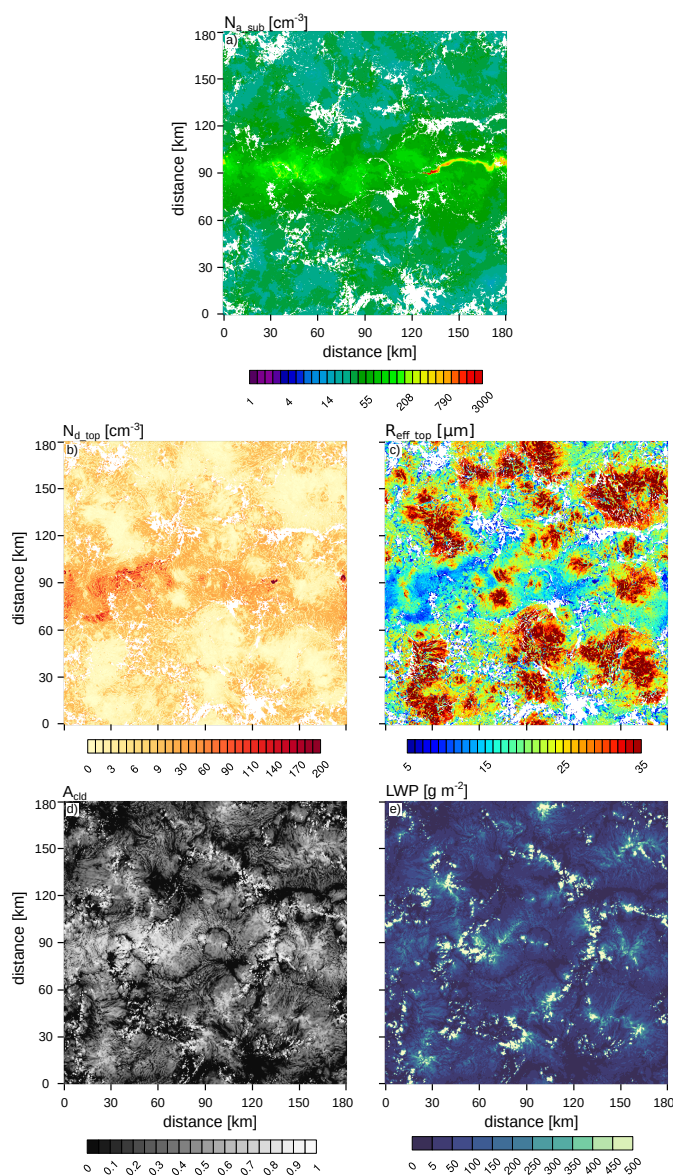 N_a_sub [cm-3]
a)
180
150
120
90
60
30
0
distance [km]
0 30 60 90 120 150 180
distance [km]
1 4 14 55 208 790 3000
N_d_top [cm-3]
R_eff_top [µm]
b)
c)
180
150
120
90
60
30
0
distance [km]
0 3 6 9 30 60 110 140 170 200
5 15 25 35
A_cld
LWP [g m-2]
d)
e)
180
150
120
90
60
30
0
distance [km]
0 30 60 90 120 150 180
0 30 60 90 120 150 180
distance [km]
distance [km]
0 0.1 0.2 0.3 0.4 0.5 0.6 0.7 0.8 0.9 1
0 5 50 100 150 200 250 300 350 400 450 500